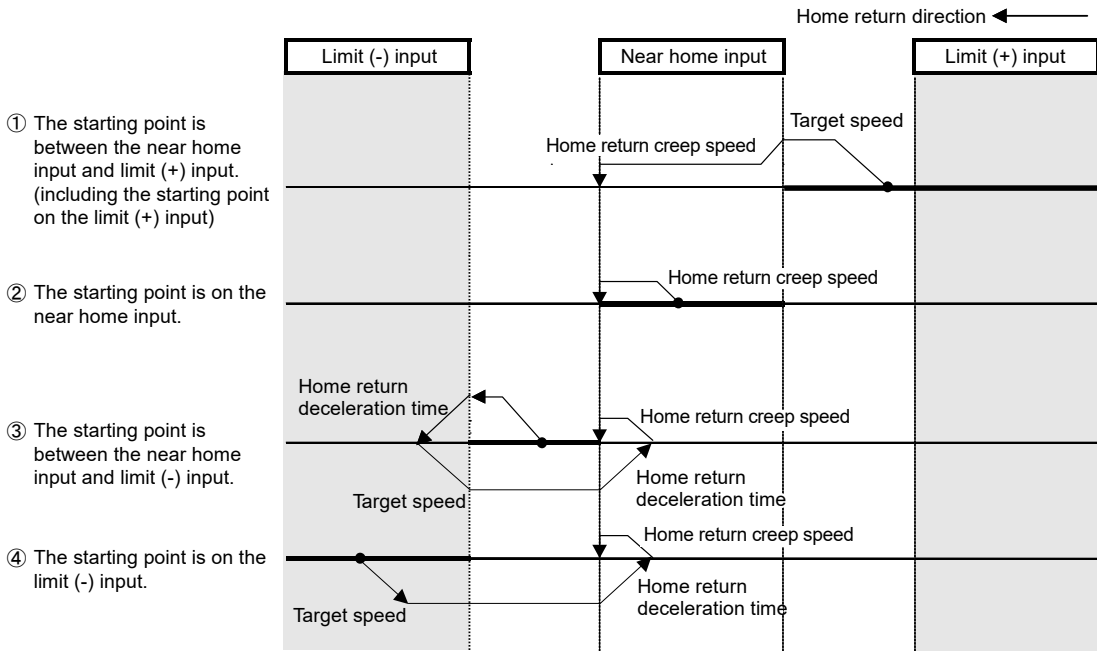 Home return direction
Limit (-) input
Near home input
Limit (+) input
① The starting point is
between the near home
input and limit (+) input.
(including the starting point
on the limit (+) input)
Target speed
Home return creep speed
② The starting point is on the
near home input.
Home return creep speed
③ The starting point is
between the near home
input and limit (-) input.
Home return
deceleration time
Home return creep speed
Target speed
Home return
deceleration time
④ The starting point is on the
limit (-) input.
Home return creep speed
Target speed
Home return
deceleration time